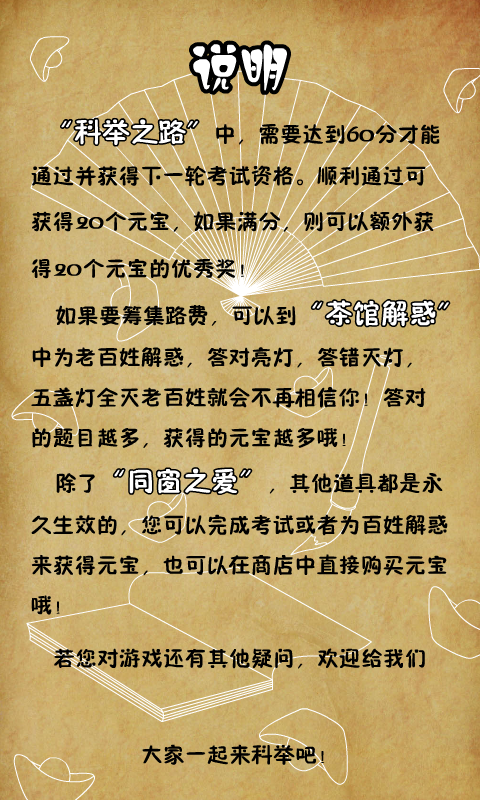 说明
“科举之路”中，需要达到60分才能
通过并获得下一轮考试资格。顺利通过可
获得20个元宝，如果满分，则可以额外获
得20个元宝的优秀奖！
如果要筹集路费，可以到“茶馆解惑”
中为老百姓解惑，答对亮灯，答错灭灯，
五盏灯全灭老百姓就会不再相信你！答对
的题目越多，获得的元宝越多哦！
除了“同窗之爱”，其他道具都是永
久生效的，您可以完成考试或者为百姓解惑
来获得元宝，也可以在商店中直接购买元宝
哦！
若您对游戏还有其他疑问，欢迎给我们
大家一起来科举吧！